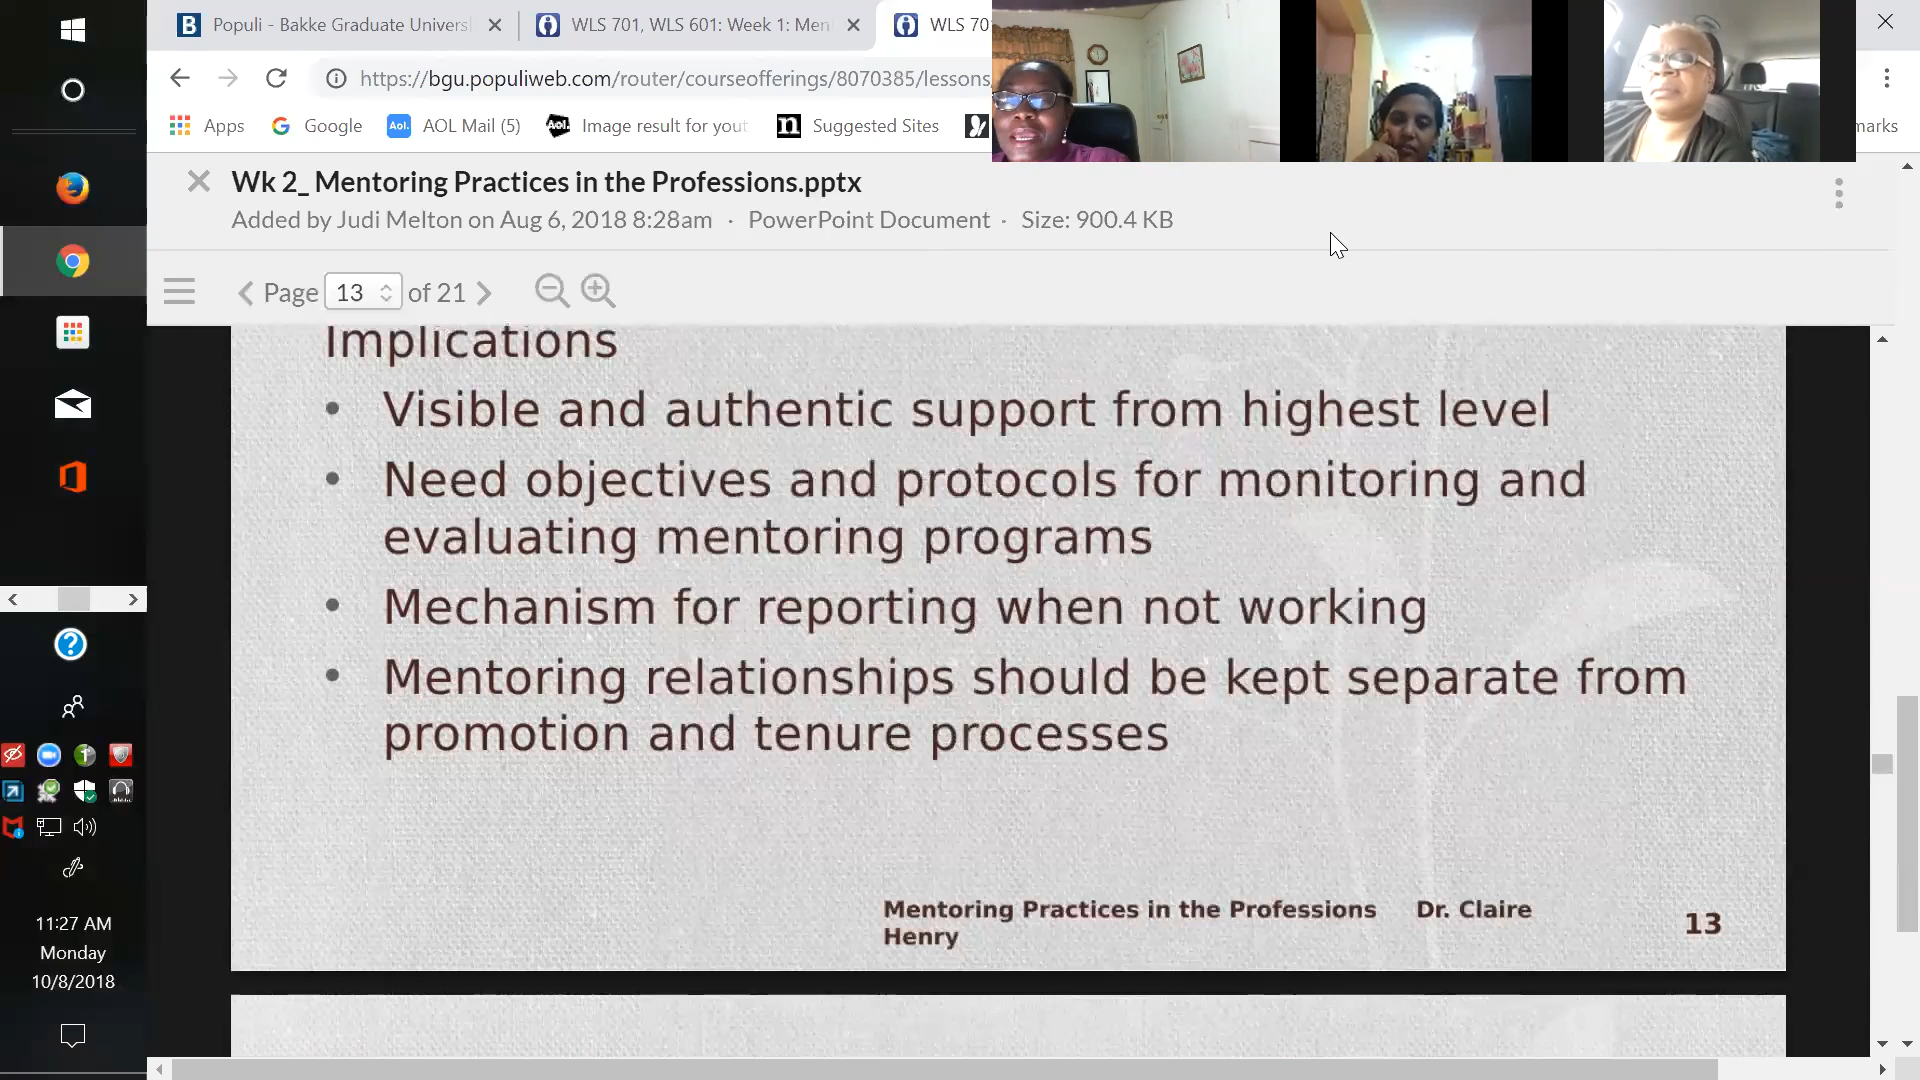 Populi - Bakke Graduate Univers
WLS 701, WLS 601: Week 1: Men
WLS 70
https://bgu.populiweb.com/router/courseofferings/8070385/lessons
Apps
Google
Aol.
AOL Mail (5)
Aol.
Image result for yout
Suggested Sites
marks
Wk 2_ Mentoring Practices in the Professions.pptx
Added by Judi Melton on Aug 6, 2018 8:28am · PowerPoint Document · Size: 900.4 KB
Page 13 of 21
Implications
• Visible and authentic support from highest level
• Need objectives and protocols for monitoring and
evaluating mentoring programs
• Mechanism for reporting when not working
• Mentoring relationships should be kept separate from
promotion and tenure processes
Mentoring Practices in the Professions Dr. Claire
Henry
13
11:27 AM
Monday
10/8/2018